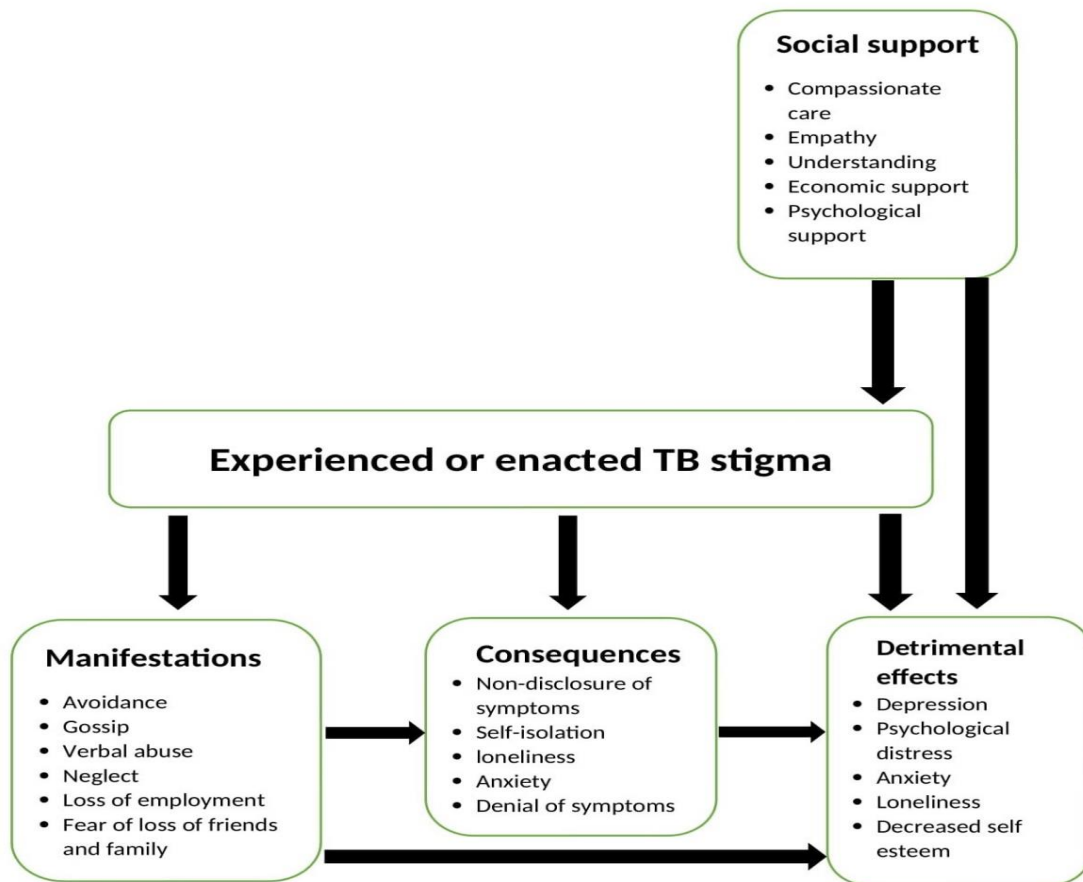 Social support
• Compassionate
care
• Empathy
• Understanding
• Economic support
• Psychological
support
Experienced or enacted TB stigma
Manifestations
• Avoidance
• Gossip
• Verbal abuse
• Neglect
• Loss of employment
• Fear of loss of friends
and family
Consequences
• Non-disclosure of
symptoms
• Self-isolation
• loneliness
• Anxiety
• Denial of symptoms
Detrimental
effects
• Depression
• Psychological
distress
• Anxiety
• Loneliness
• Decreased self
esteem